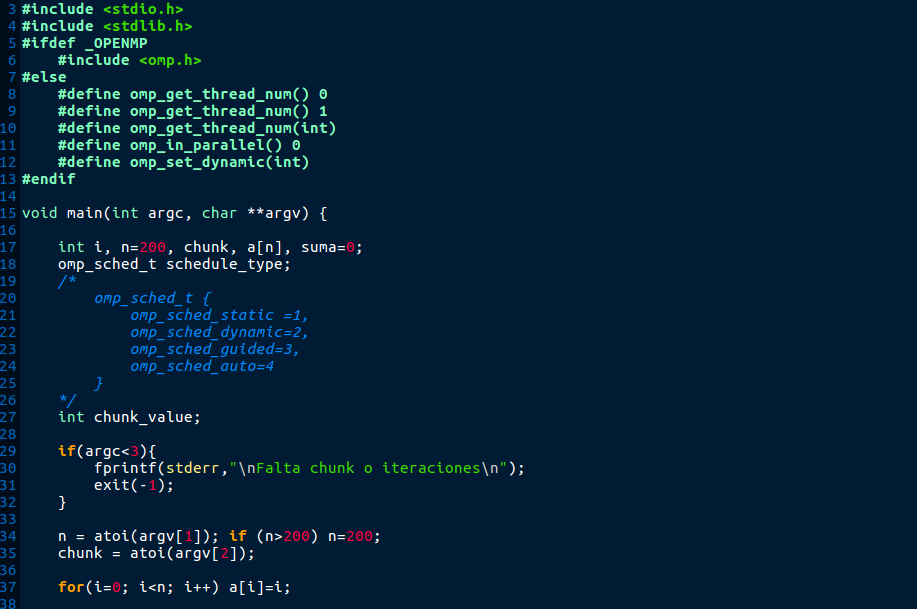 3 #include <stdio.h>
4 #include <stdlib.h>
5 #ifdef _OPENMP
6     #include <omp.h>
7 #else
8     #define omp_get_thread_num() 0
9     #define omp_get_thread_num() 1
10     #define omp_get_thread_num(int)
11     #define omp_in_parallel() 0
12     #define omp_set_dynamic(int)
13 #endif
14
15 void main(int argc, char **argv) {
16
17     int i, n=200, chunk, a[n], suma=0;
18     omp_sched_t schedule_type;
19     /*
20         omp_sched_t {
21             omp_sched_static =1,
22             omp_sched_dynamic=2,
23             omp_sched_guided=3,
24             omp_sched_auto=4
25         }
26     */
27     int chunk_value;
28
29     if(argc<3){
30         fprintf(stderr,"\nFalta chunk o iteraciones\n");
31         exit(-1);
32     }
33
34     n = atoi(argv[1]); if (n>200) n=200;
35     chunk = atoi(argv[2]);
36
37     for(i=0; i<n; i++) a[i]=i;
38